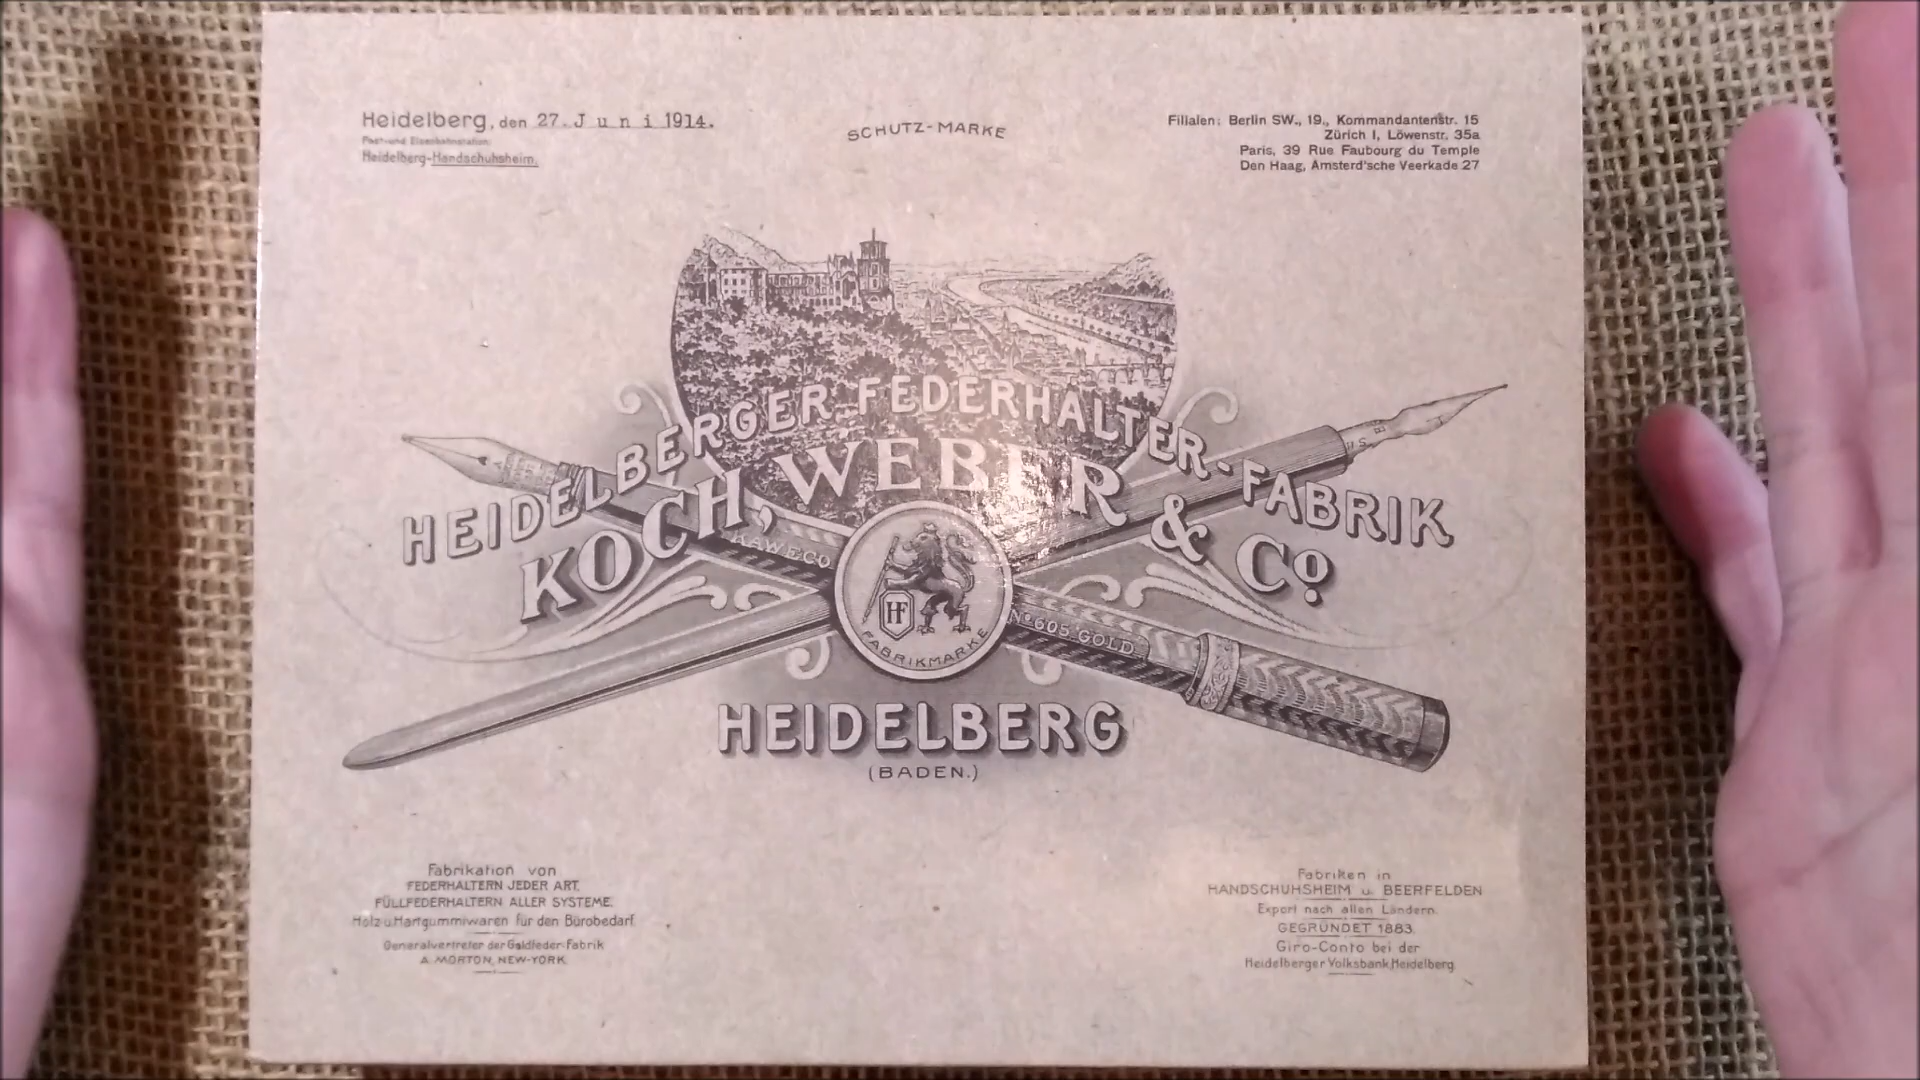 Heidelberg, den 27. Juni 1914.
Post- und Eisenbahnstation:
Heidelberg-Handschuhsheim.
SCHUTZ-MARKE
Filialen: Berlin SW., 19., Kommandantenstr. 15
Zürich I, Löwenstr. 35a
Paris, 39 Rue Faubourg du Temple
Den Haag, Amsterd'sche Veerkade 27
HEIDELBERGER FEDERHALTER-FABRIK
KOCH, WEBER & Co
KAWECO
HF
FABRIKMARKE
No 605 GOLD
HEIDELBERG
(BADEN.)
Fabrikation von
FEDERHALTERN JEDER ART,
FÜLLFEDERHALTERN ALLER SYSTEME.
Holz u. Hartgummiwaren für den Bürobedarf
Generalvertreter der Goldfeder-Fabrik
A. MORTON, NEW-YORK.
Fabriken in
HANDSCHUHSHEIM u. BEERFELDEN
Export nach allen Ländern.
GEGRÜNDET 1883.
Giro-Conto bei der
Heidelberger Volksbank, Heidelberg.